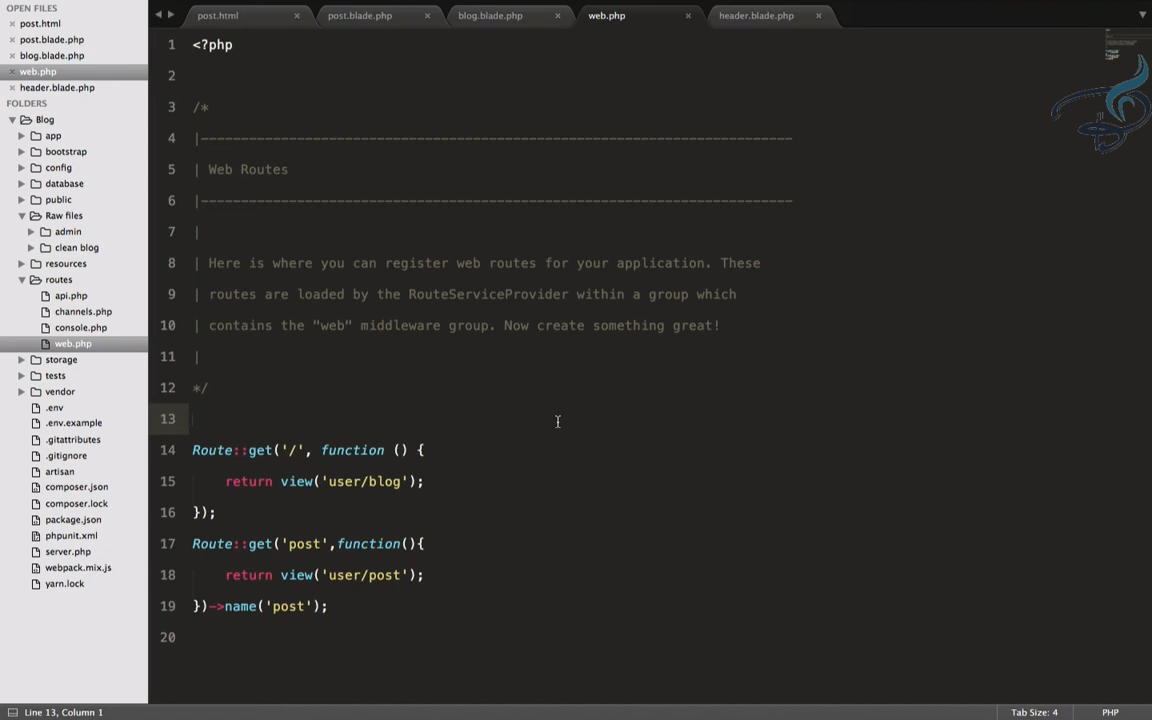 OPEN FILES
post.html
post.blade.php
blog.blade.php
web.php
header.blade.php
FOLDERS
Blog
app
bootstrap
config
database
public
Raw files
admin
clean blog
resources
routes
api.php
channels.php
console.php
web.php
storage
tests
vendor
.env
.env.example
.gitattributes
.gitignore
artisan
composer.json
composer.lock
package.json
phpunit.xml
server.php
webpack.mix.js
yarn.lock
post.html post.blade.php blog.blade.php web.php header.blade.php
1 <?php
2
3 /*
4 |--------------------------------------------------------------------------
5 | Web Routes
6 |--------------------------------------------------------------------------
7 |
8 | Here is where you can register web routes for your application. These
9 | routes are loaded by the RouteServiceProvider within a group which
10 | contains the "web" middleware group. Now create something great!
11 |
12 */
13
14 Route::get('/', function () {
15 return view('user/blog');
16 });
17 Route::get('post',function(){
18 return view('user/post');
19 })->name('post');
20
Line 13, Column 1 Tab Size: 4 PHP